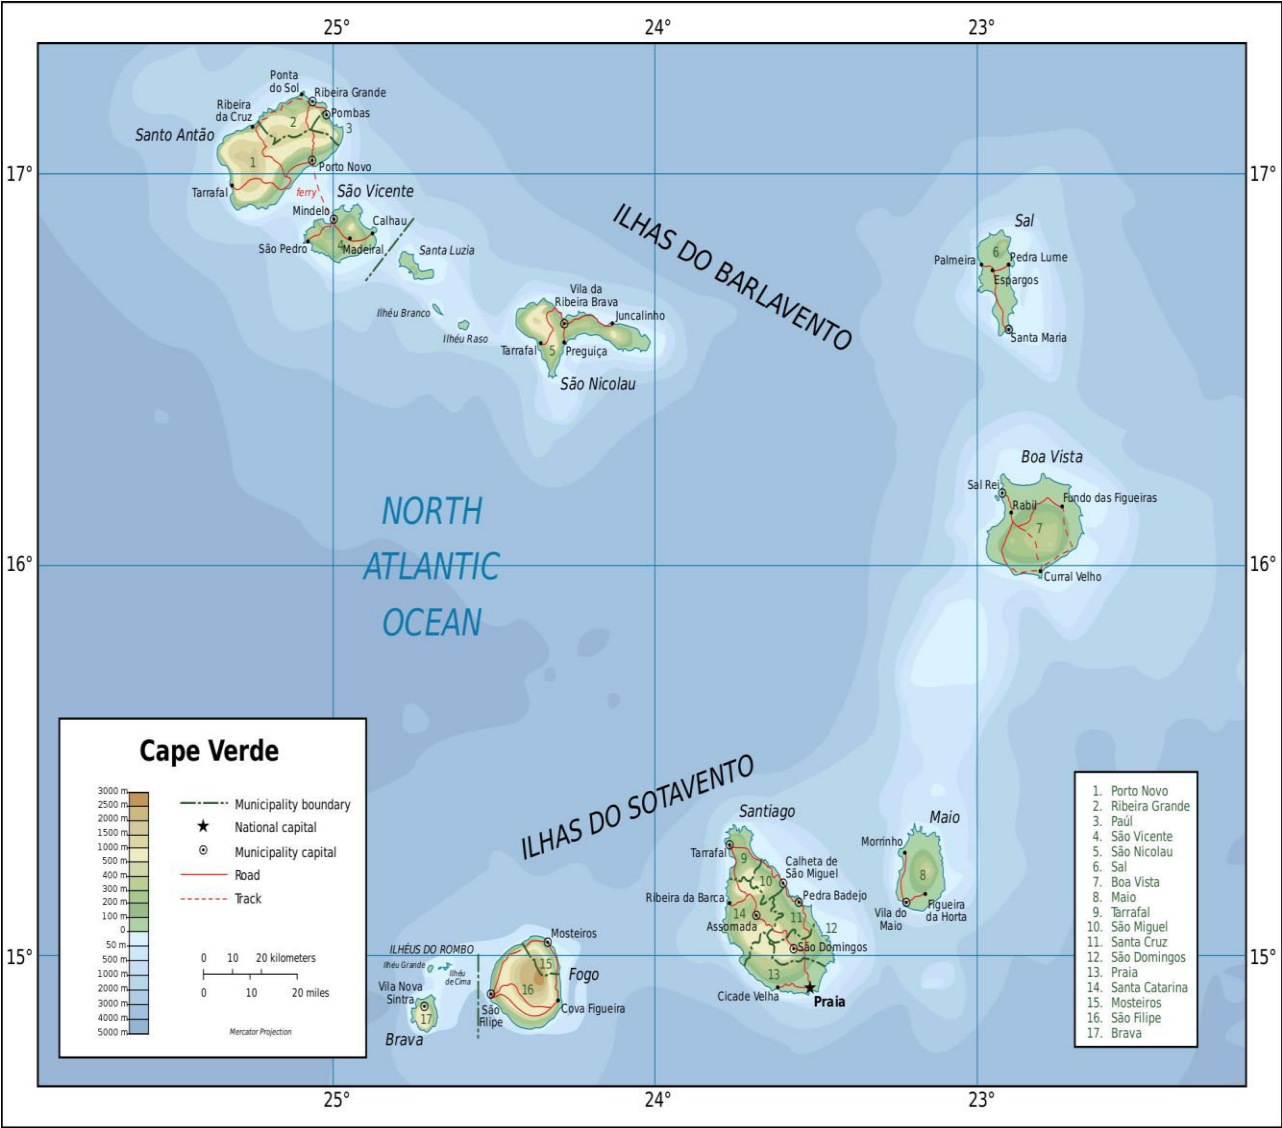 25°
24°
23°
Ponta
do Sol
Ribeira Grande
Ribeira
da Cruz
Pombas
Santo Antão
2
3
1
Porto Novo
17°
17°
Tarrafal
ferry
São Vicente
Mindelo
Calhau
São Pedro
4
Madeiral
Santa Luzia
ILHAS DO BARLAVENTO
Sal
6
Palmeira
Pedra Lume
Espargos
Santa Maria
Vila da
Ribeira Brava
Ilhéu Branco
Juncalinho
Ilhéu Raso
Tarrafal
5
Preguiça
São Nicolau
Boa Vista
Sal Rei
Rabil
Fundo das Figueiras
7
Curral Velho
NORTH
ATLANTIC
OCEAN
16°
16°
ILHAS DO SOTAVENTO
Santiago
Maio
Tarrafal
9
Morrinho
Calheta de
São Miguel
10
8
Ribeira da Barca
Pedra Badejo
14
11
Assomada
12
Vila do
Maio
Figueira
da Horta
São Domingos
13
Cicade Velha
Praia
15°
15°
Mosteiros
ILHÉUS DO ROMBO
Ilhéu Grande
Ilhéu
de Cima
15
Fogo
16
Vila Nova
Sintra
17
São
Filipe
Cova Figueira
Brava
Cape Verde
3000 m
2500 m
2000 m
1500 m
1000 m
500 m
400 m
300 m
200 m
100 m
0
50 m
500 m
1000 m
2000 m
3000 m
4000 m
5000 m
Municipality boundary
National capital
Municipality capital
Road
Track
0 10 20 kilometers
0 10 20 miles
Mercator Projection
1. Porto Novo
2. Ribeira Grande
3. Paúl
4. São Vicente
5. São Nicolau
6. Sal
7. Boa Vista
8. Maio
9. Tarrafal
10. São Miguel
11. Santa Cruz
12. São Domingos
13. Praia
14. Santa Catarina
15. Mosteiros
16. São Filipe
17. Brava
25°
24°
23°